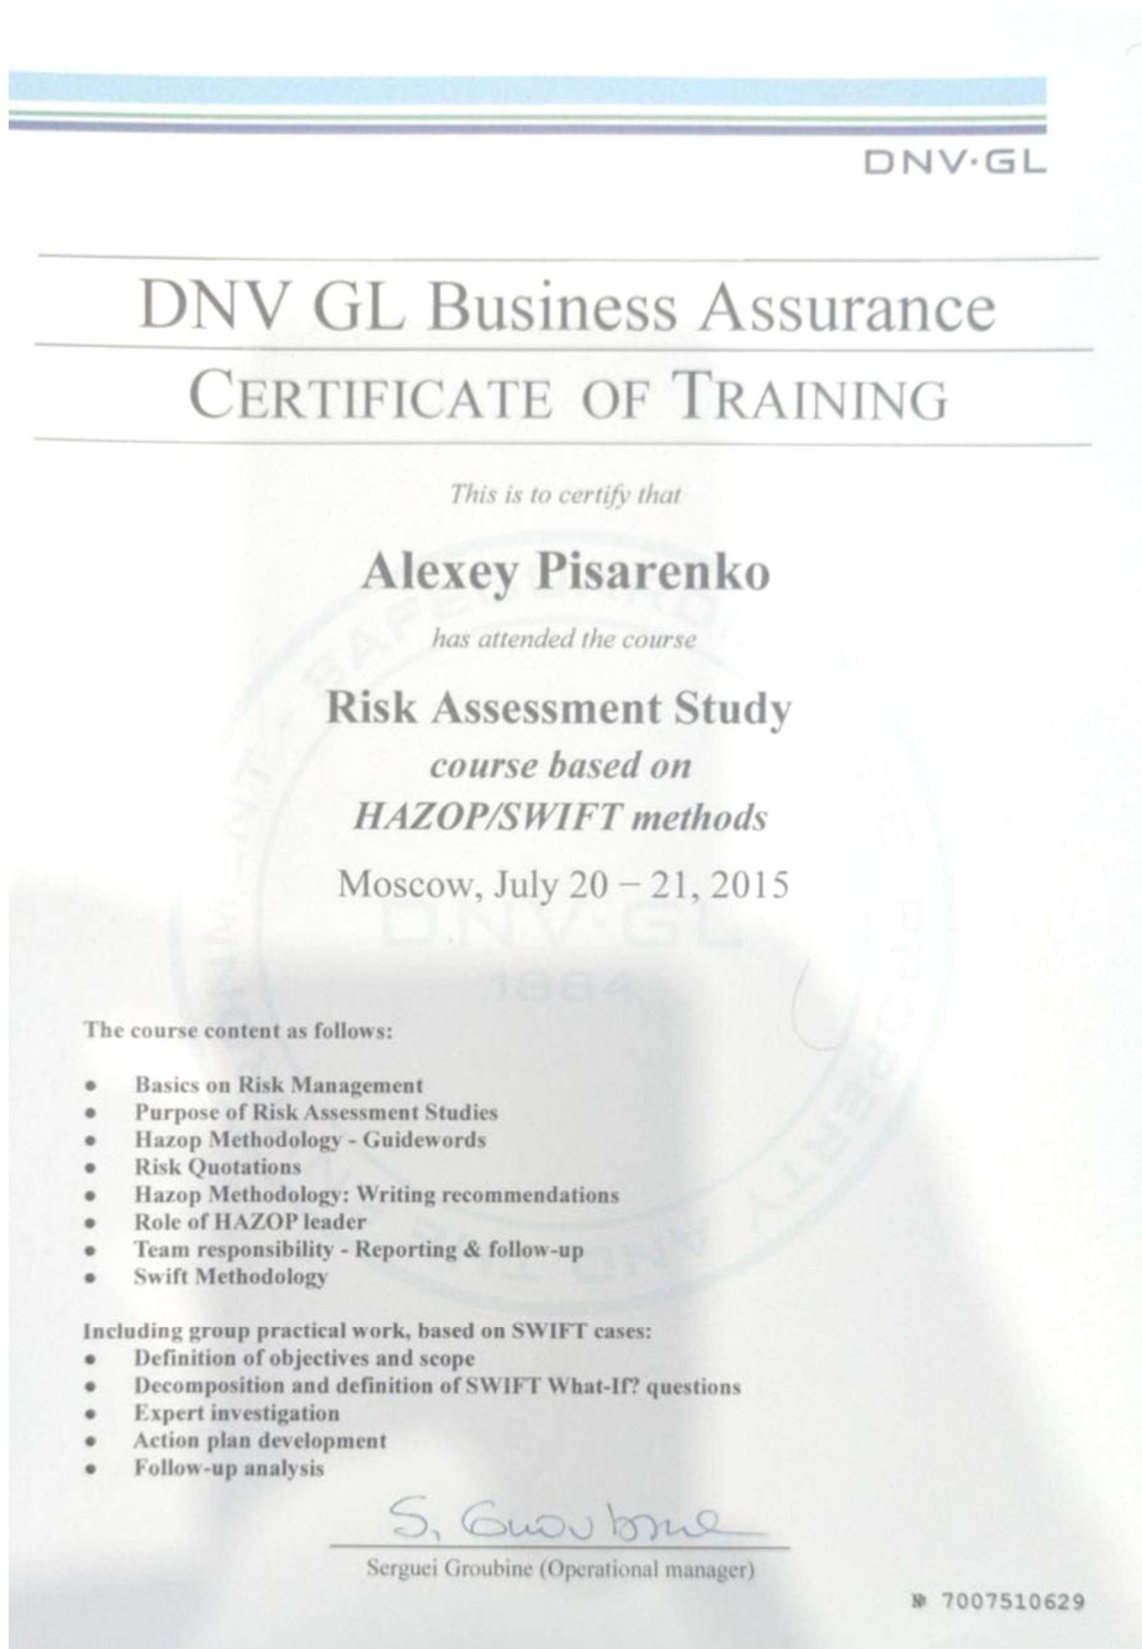 DNV·GL
DNV GL Business Assurance
CERTIFICATE OF TRAINING
This is to certify that
Alexey Pisarenko
has attended the course
Risk Assessment Study
course based on
HAZOP/SWIFT methods
Moscow, July 20 – 21, 2015
DNV·GL
1864
The course content as follows:
• Basics on Risk Management
• Purpose of Risk Assessment Studies
• Hazop Methodology - Guidewords
• Risk Quotations
• Hazop Methodology: Writing recommendations
• Role of HAZOP leader
• Team responsibility - Reporting & follow-up
• Swift Methodology
Including group practical work, based on SWIFT cases:
• Definition of objectives and scope
• Decomposition and definition of SWIFT What-If? questions
• Expert investigation
• Action plan development
• Follow-up analysis
S. Groubine
Serguei Groubine (Operational manager)
№ 7007510629